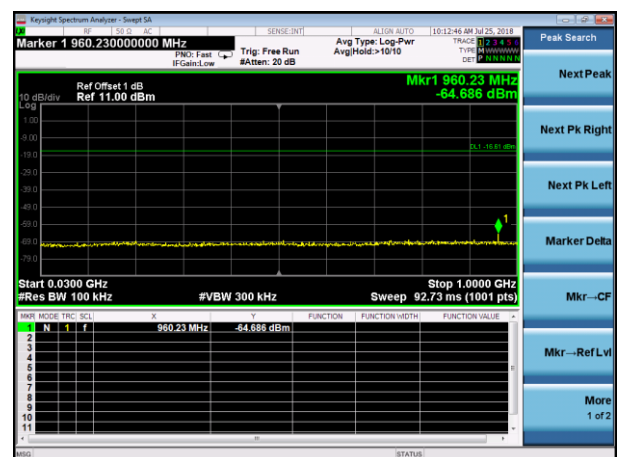 Keysight Spectrum Analyzer - Swept SA
RF 50 Ω AC SENSE:INT ALIGN AUTO 10:12:46 AM Jul 25, 2018
Marker 1 960.230000000 MHz
PNO: Fast
IFGain:Low
Trig: Free Run
#Atten: 20 dB
Avg Type: Log-Pwr
Avg|Hold:>10/10
TRACE 1 2 3 4 5 6
TYPE M W W W W W
DET P N N N N N
Ref Offset 1 dB
Ref 11.00 dBm
10 dB/div
Log
Mkr1 960.23 MHz
-64.686 dBm
1.00
-9.00
-19.0
-29.0
-39.0
-49.0
-59.0
-69.0
-79.0
1
Start 0.0300 GHz
#Res BW 100 kHz
#VBW 300 kHz
Stop 1.0000 GHz
Sweep 92.73 ms (1001 pts)
MKR MODE TRC SCL X Y FUNCTION FUNCTION WIDTH FUNCTION VALUE
1 N 1 f 960.23 MHz -64.686 dBm
2
3
4
5
6
7
8
9
10
11
MSG STATUS
Peak Search
Next Peak
Next Pk Right
Next Pk Left
Marker Delta
Mkr→CF
Mkr→Ref Lvl
More
1 of 2